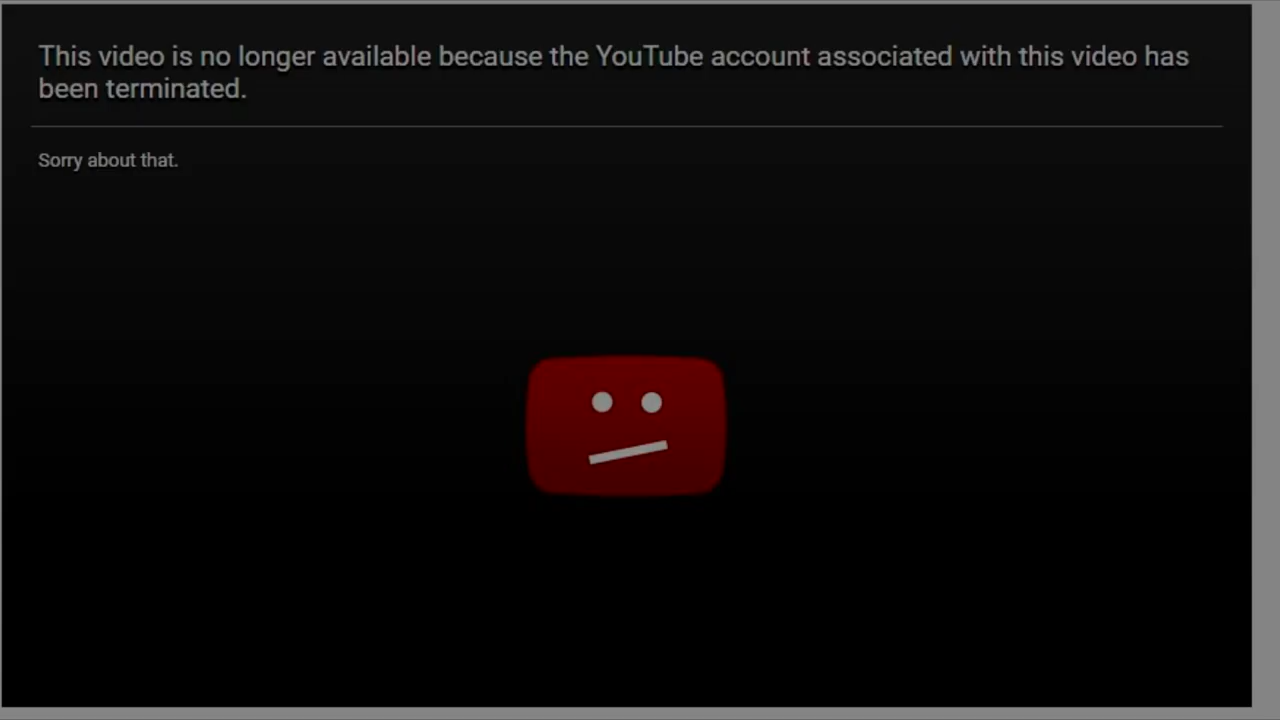 This video is no longer available because the YouTube account associated with this video has
been terminated.
Sorry about that.